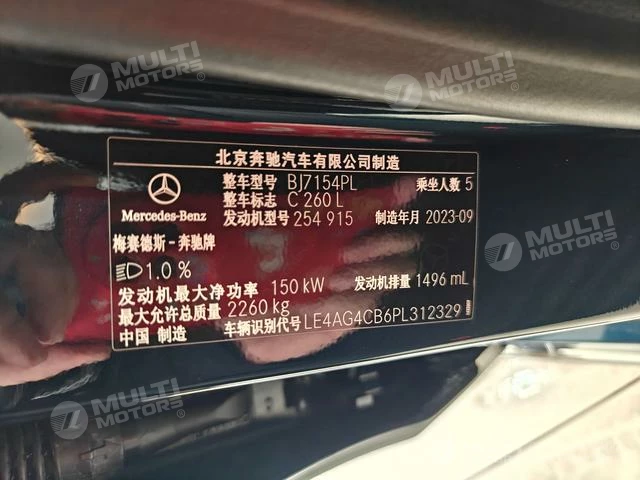 MULTI MOTORS®
MULTI MOTORS®
北京奔驰汽车有限公司制造
整车型号 BJ7154PL 乘坐人数 5
整车标志 C 260 L
Mercedes-Benz 发动机型号 254 915 制造年月 2023-09
梅赛德斯-奔驰牌
1.0 %
发动机最大净功率 150 kW 发动机排量 1496 mL
最大允许总质量 2260 kg
中国 制造 车辆识别代号 LE4AG4CB6PL312329
MULTI MOTORS®
MULTI MOTORS®
MULTI MOTORS®